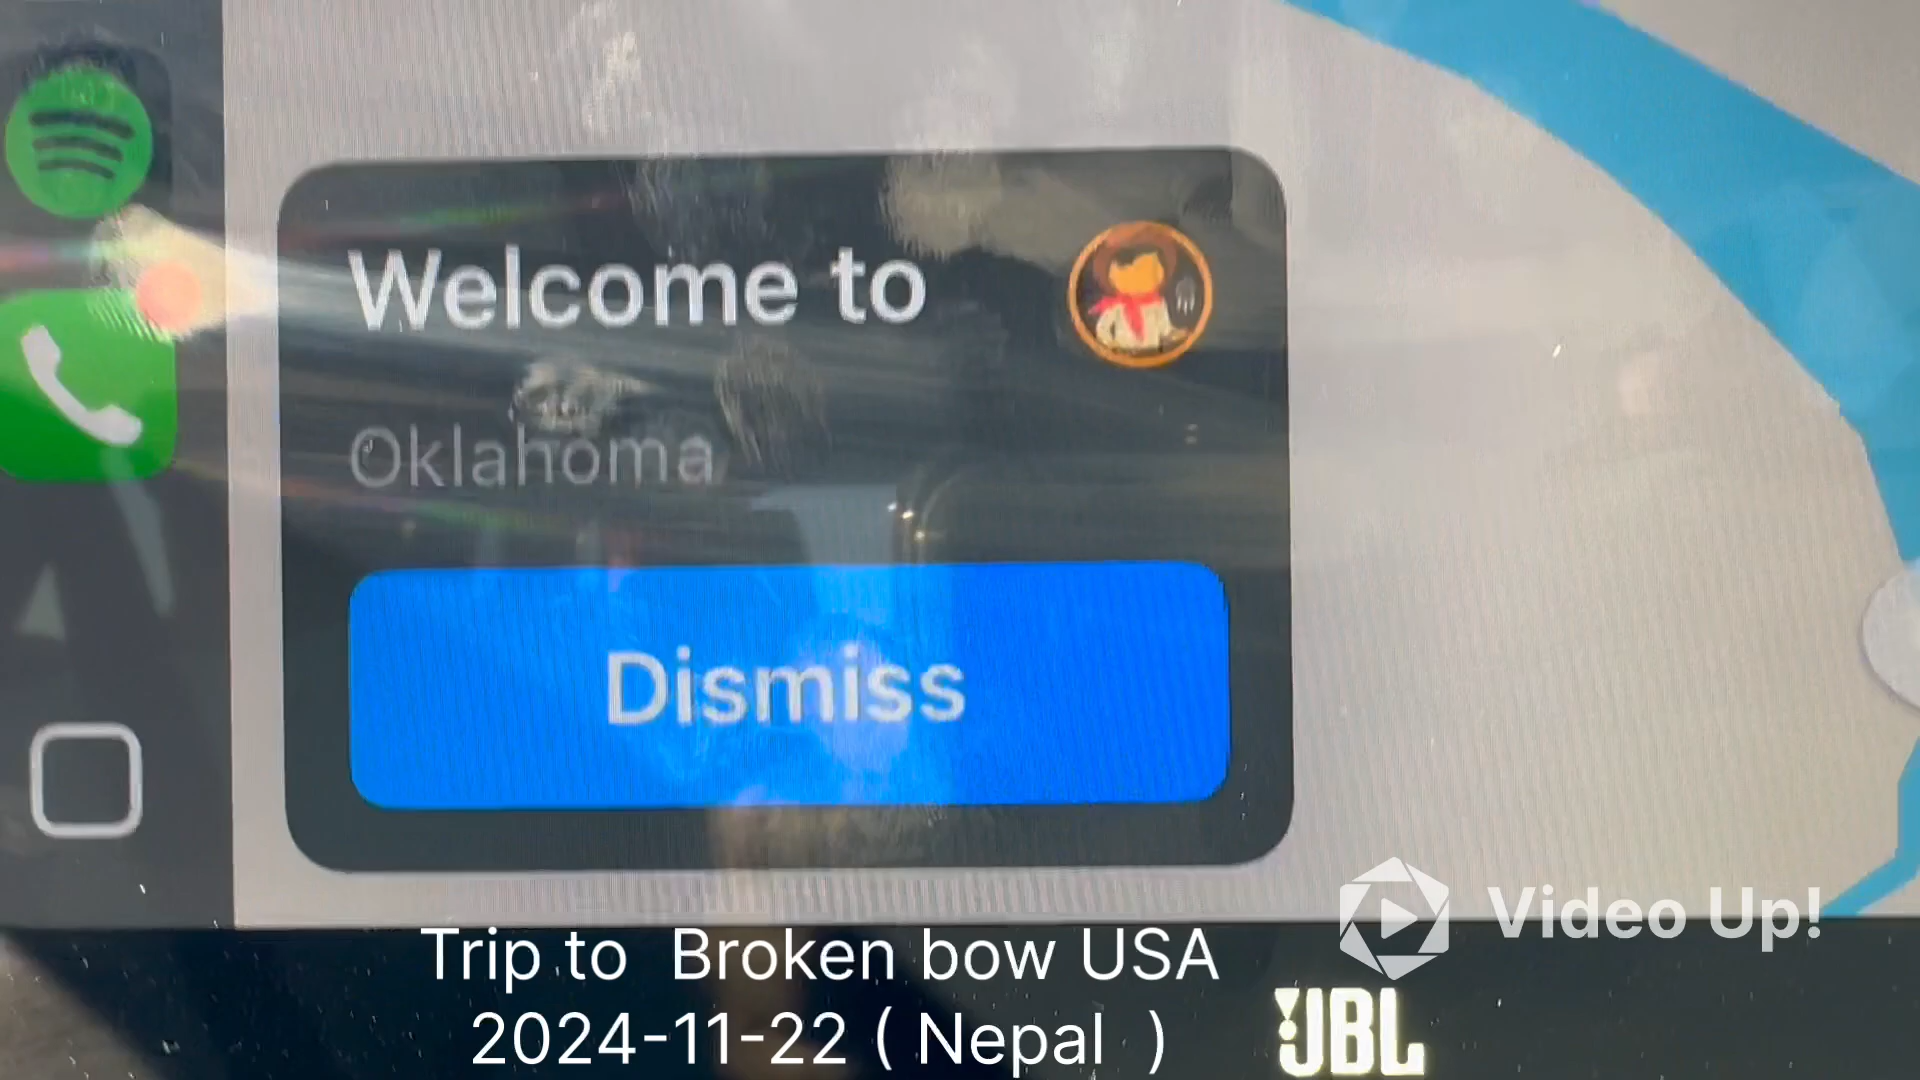 Welcome to
Oklahoma
Dismiss
Video Up!
Trip to  Broken bow USA
2024-11-22 ( Nepal  )
JBL